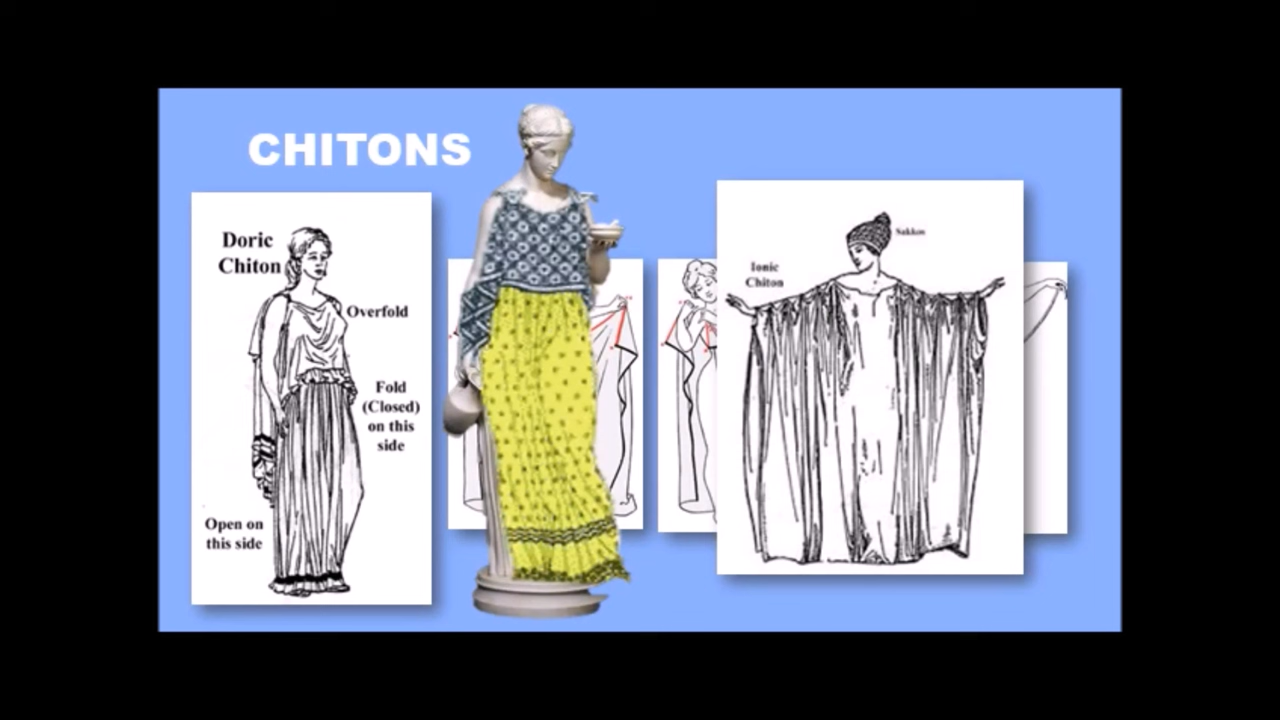 CHITONS
Doric
Chiton
Overfold
Fold
(Closed)
on this
side
Open on
this side
Sakkos
Ionic
Chiton